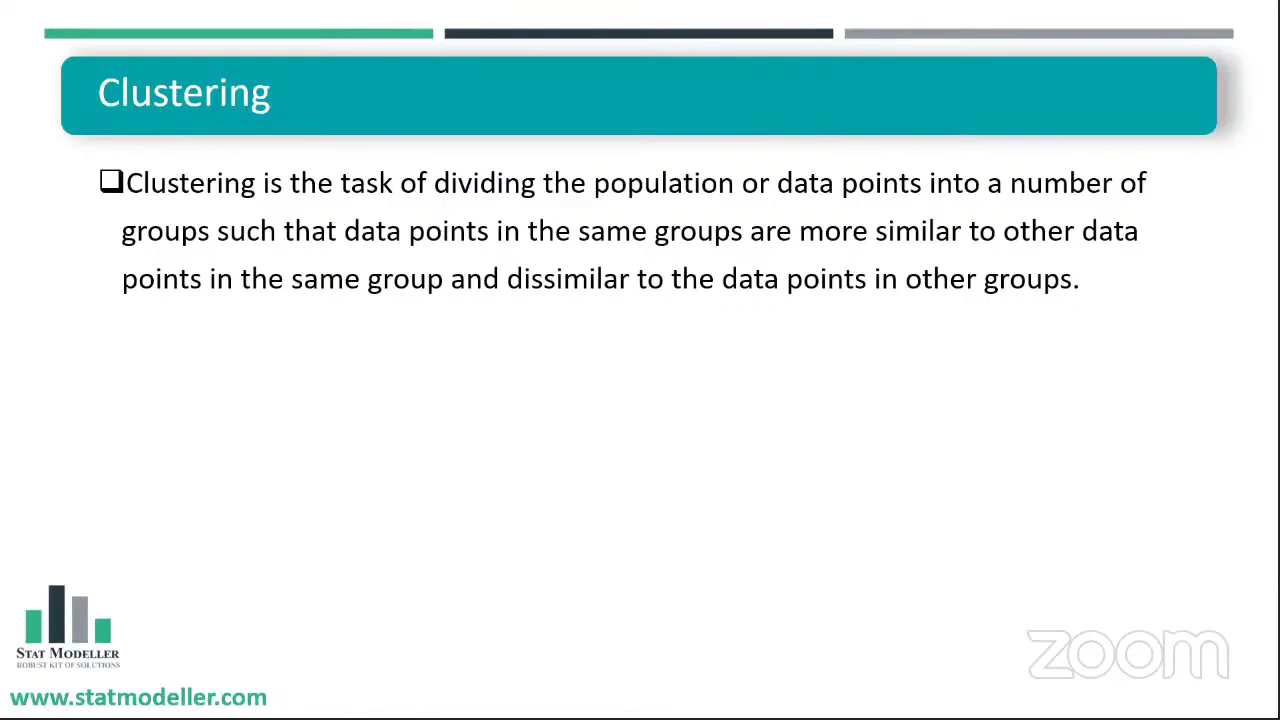 Clustering
❑Clustering is the task of dividing the population or data points into a number of
groups such that data points in the same groups are more similar to other data
points in the same group and dissimilar to the data points in other groups.
STAT MODELLER
ROBUST KIT OF SOLUTIONS
www.statmodeller.com
zoom